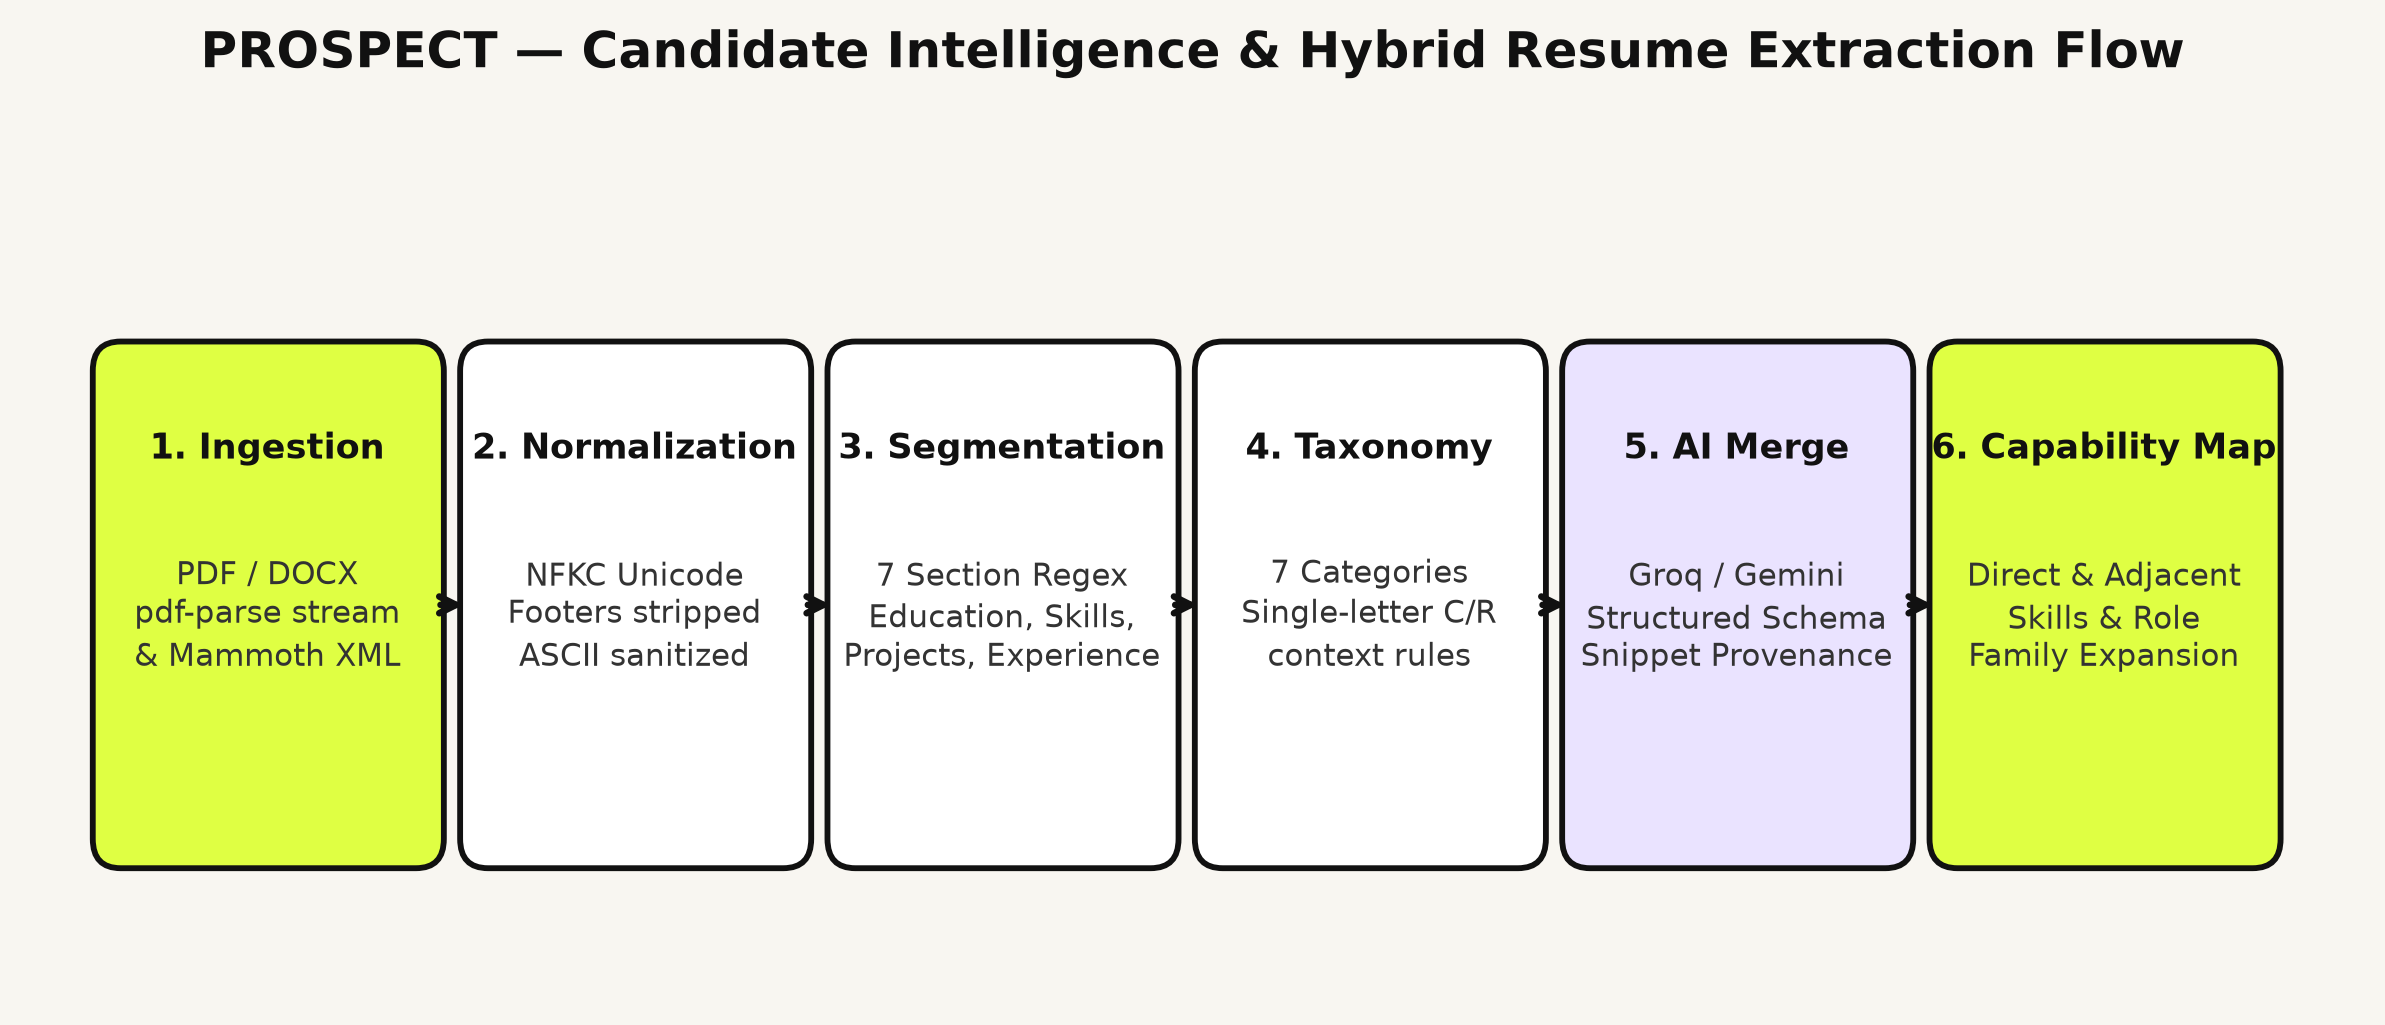 PROSPECT — Candidate Intelligence & Hybrid Resume Extraction Flow
1. Ingestion
PDF / DOCX
pdf-parse stream
& Mammoth XML
2. Normalization
NFKC Unicode
Footers stripped
ASCII sanitized
3. Segmentation
7 Section Regex
Education, Skills,
Projects, Experience
4. Taxonomy
7 Categories
Single-letter C/R
context rules
5. AI Merge
Groq / Gemini
Structured Schema
Snippet Provenance
6. Capability Map
Direct & Adjacent
Skills & Role
Family Expansion